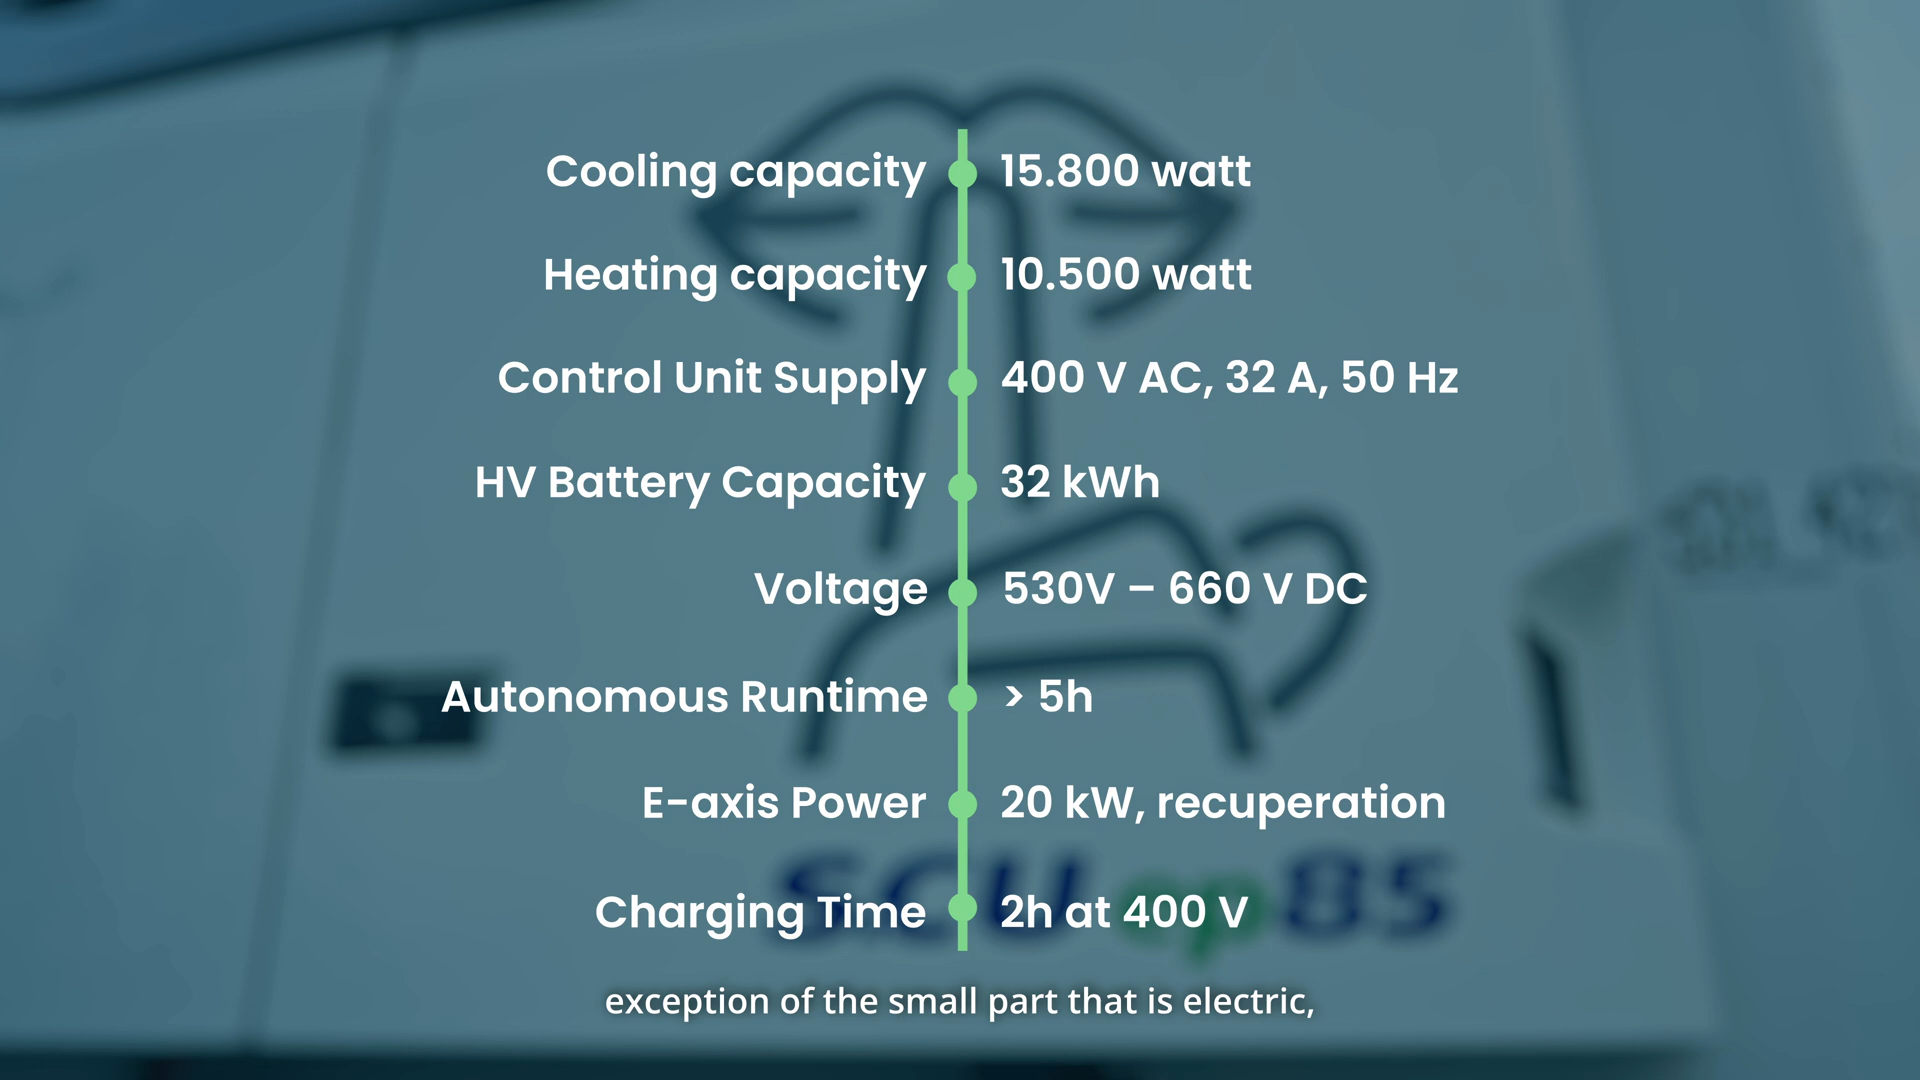 Cooling capacity 15.800 watt
Heating capacity 10.500 watt
Control Unit Supply 400 V AC, 32 A, 50 Hz
HV Battery Capacity 32 kWh
Voltage 530V – 660 V DC
Autonomous Runtime > 5h
E-axis Power 20 kW, recuperation
SCU ep85
Charging Time 2h at 400 V
exception of the small part that is electric,